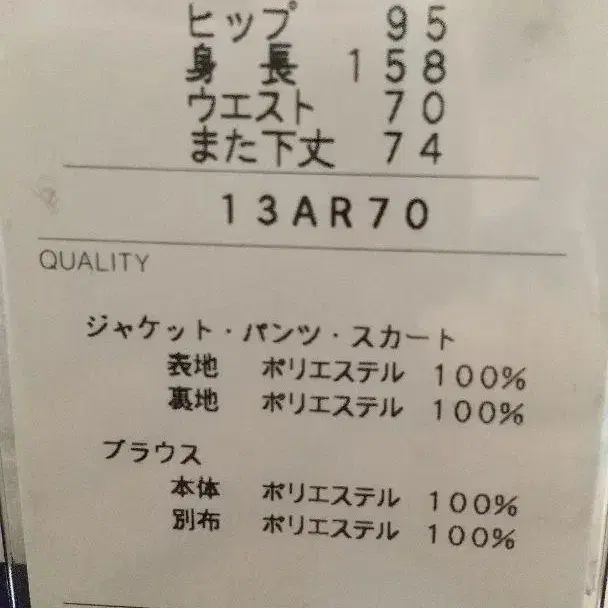 ヒップ 95
身長 158
ウエスト 70
また下丈 74
13AR70
QUALITY
ジャケット・パンツ・スカート
表地 ポリエステル 100%
裏地 ポリエステル 100%
ブラウス
本体 ポリエステル 100%
別布 ポリエステル 100%